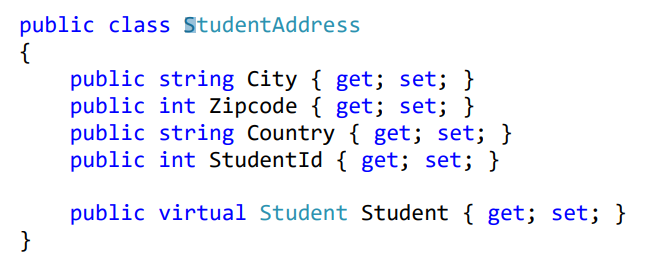 public class StudentAddress
{
    public string City { get; set; }
    public int Zipcode { get; set; }
    public string Country { get; set; }
    public int StudentId { get; set; }

    public virtual Student Student { get; set; }
}